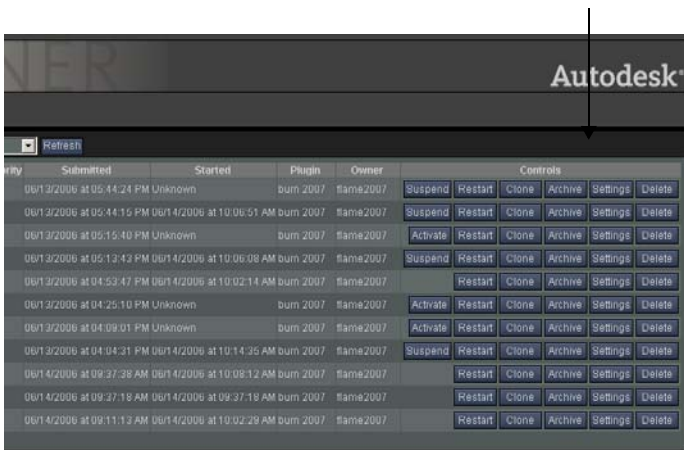 NER
Autodesk
Refresh
rity Submitted Started Plugin Owner Controls
06/13/2006 at 05:44:24 PM Unknown burn 2007 flame2007 Suspend Restart Clone Archive Settings Delete
06/13/2006 at 05:44:15 PM 06/14/2006 at 10:06:51 AM burn 2007 flame2007 Suspend Restart Clone Archive Settings Delete
06/13/2006 at 05:15:40 PM Unknown burn 2007 flame2007 Activate Restart Clone Archive Settings Delete
06/13/2006 at 05:13:43 PM 06/14/2006 at 10:06:08 AM burn 2007 flame2007 Suspend Restart Clone Archive Settings Delete
06/13/2006 at 04:53:47 PM 06/14/2006 at 10:02:14 AM burn 2007 flame2007 Restart Clone Archive Settings Delete
06/13/2006 at 04:25:10 PM Unknown burn 2007 flame2007 Activate Restart Clone Archive Settings Delete
06/13/2006 at 04:09:01 PM Unknown burn 2007 flame2007 Activate Restart Clone Archive Settings Delete
06/13/2006 at 04:04:31 PM 06/14/2006 at 10:14:35 AM burn 2007 flame2007 Suspend Restart Clone Archive Settings Delete
06/14/2006 at 09:37:38 AM 06/14/2006 at 10:08:12 AM burn 2007 flame2007 Restart Clone Archive Settings Delete
06/14/2006 at 09:37:18 AM 06/14/2006 at 09:37:18 AM burn 2007 flame2007 Restart Clone Archive Settings Delete
06/14/2006 at 09:11:13 AM 06/14/2006 at 10:02:29 AM burn 2007 flame2007 Restart Clone Archive Settings Delete